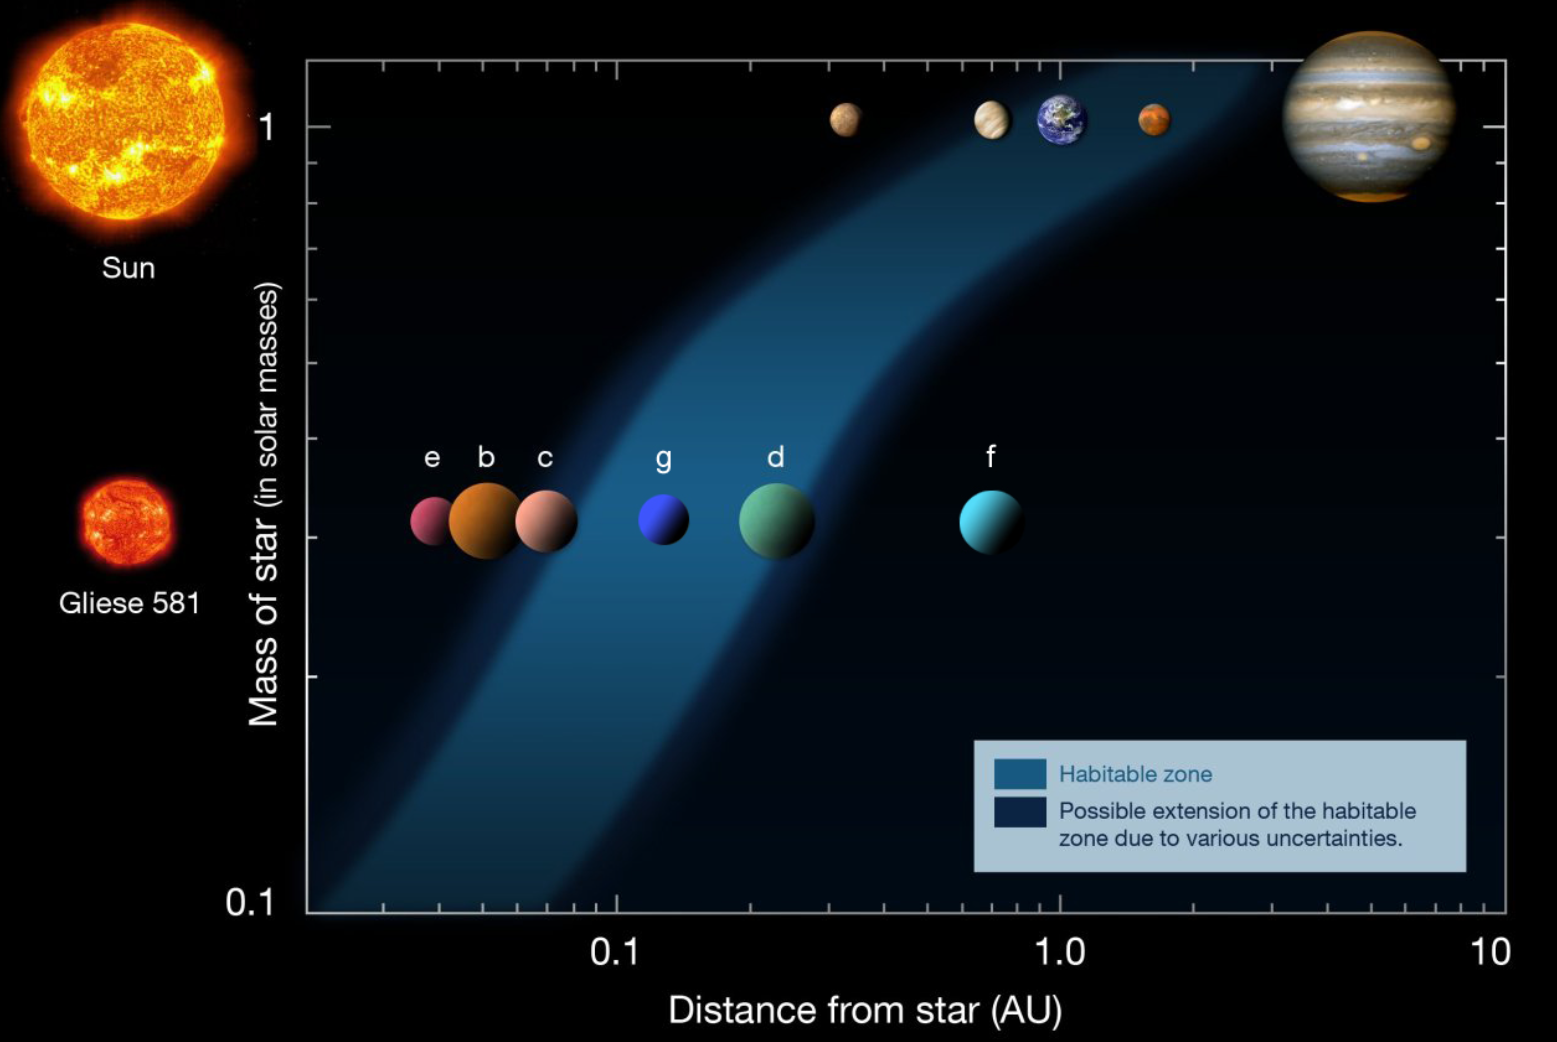 Sun
Gliese 581
Mass of star (in solar masses)
1
0.1
e b c g d f
Habitable zone
Possible extension of the habitable
zone due to various uncertainties.
0.1 1.0 10
Distance from star (AU)